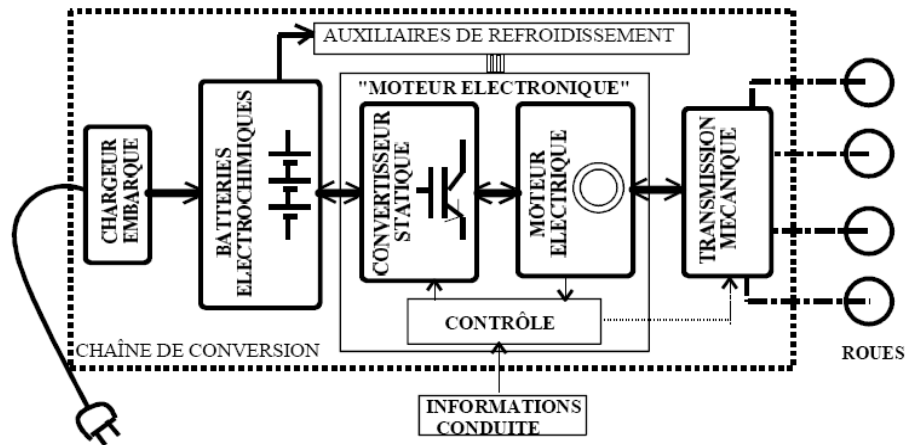 AUXILIAIRES DE REFROIDISSEMENT
"MOTEUR ELECTRONIQUE"
CHARGEUR
EMBARQUE
BATTERIES
ELECTROCHIMIQUES
CONVERTISSEUR
STATIQUE
MOTEUR
ELECTRIQUE
TRANSMISSION
MECANIQUE
CONTRÔLE
CHAÎNE DE CONVERSION
ROUES
INFORMATIONS
CONDUITE